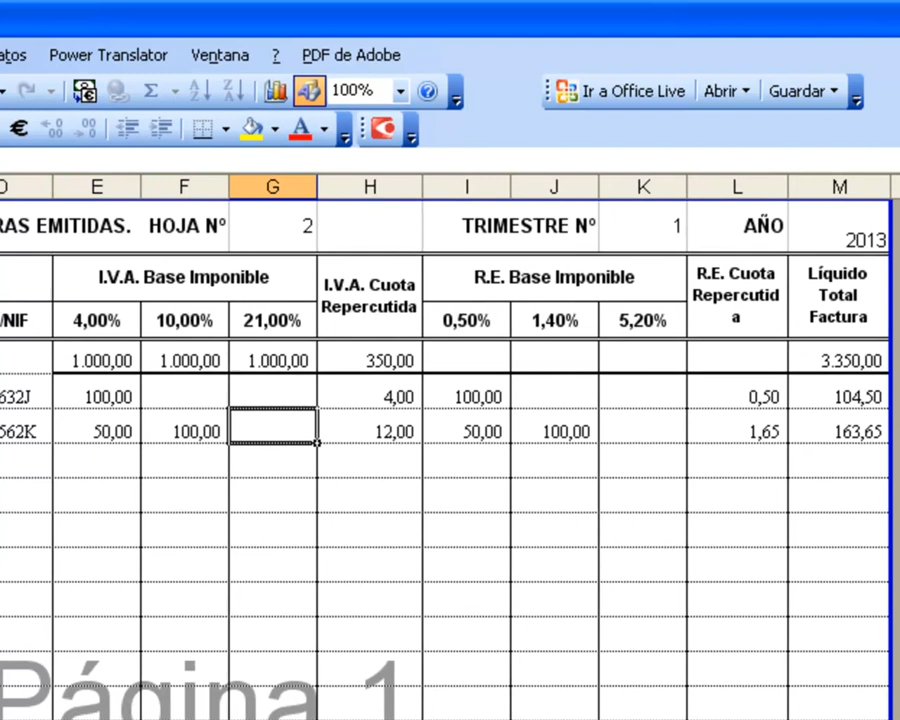 atos Power Translator Ventana ? PDF de Adobe
100% Ir a Office Live Abrir Guardar
€
D E F G H I J K L M
RAS EMITIDAS. HOJA Nº 2 TRIMESTRE Nº 1 AÑO 2013
I.V.A. Base Imponible I.V.A. Cuota Repercutida R.E. Base Imponible R.E. Cuota Repercutida Líquido Total Factura
/NIF 4,00% 10,00% 21,00% 0,50% 1,40% 5,20%
1.000,00 1.000,00 1.000,00 350,00 3.350,00
632J 100,00 4,00 100,00 0,50 104,50
562K 50,00 100,00 12,00 50,00 100,00 1,65 163,65
Página 1